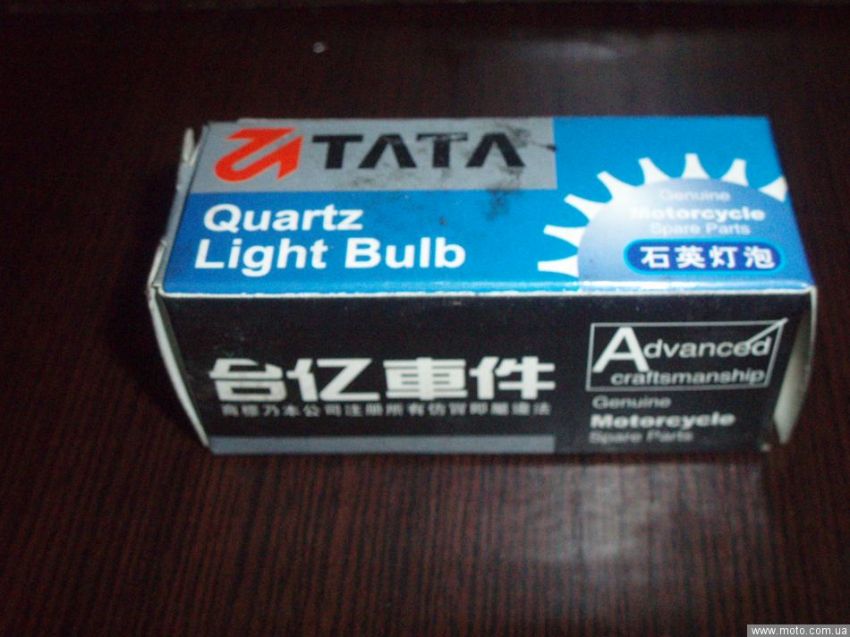 TATA
Quartz
Light Bulb
Genuine
Motorcycle
Spare Parts
石英灯泡
台亿車件
商標乃本公司注册所有仿冒即屬違法
Advanced
craftsmanship
Genuine
Motorcycle
Spare Parts
www.moto.com.ua